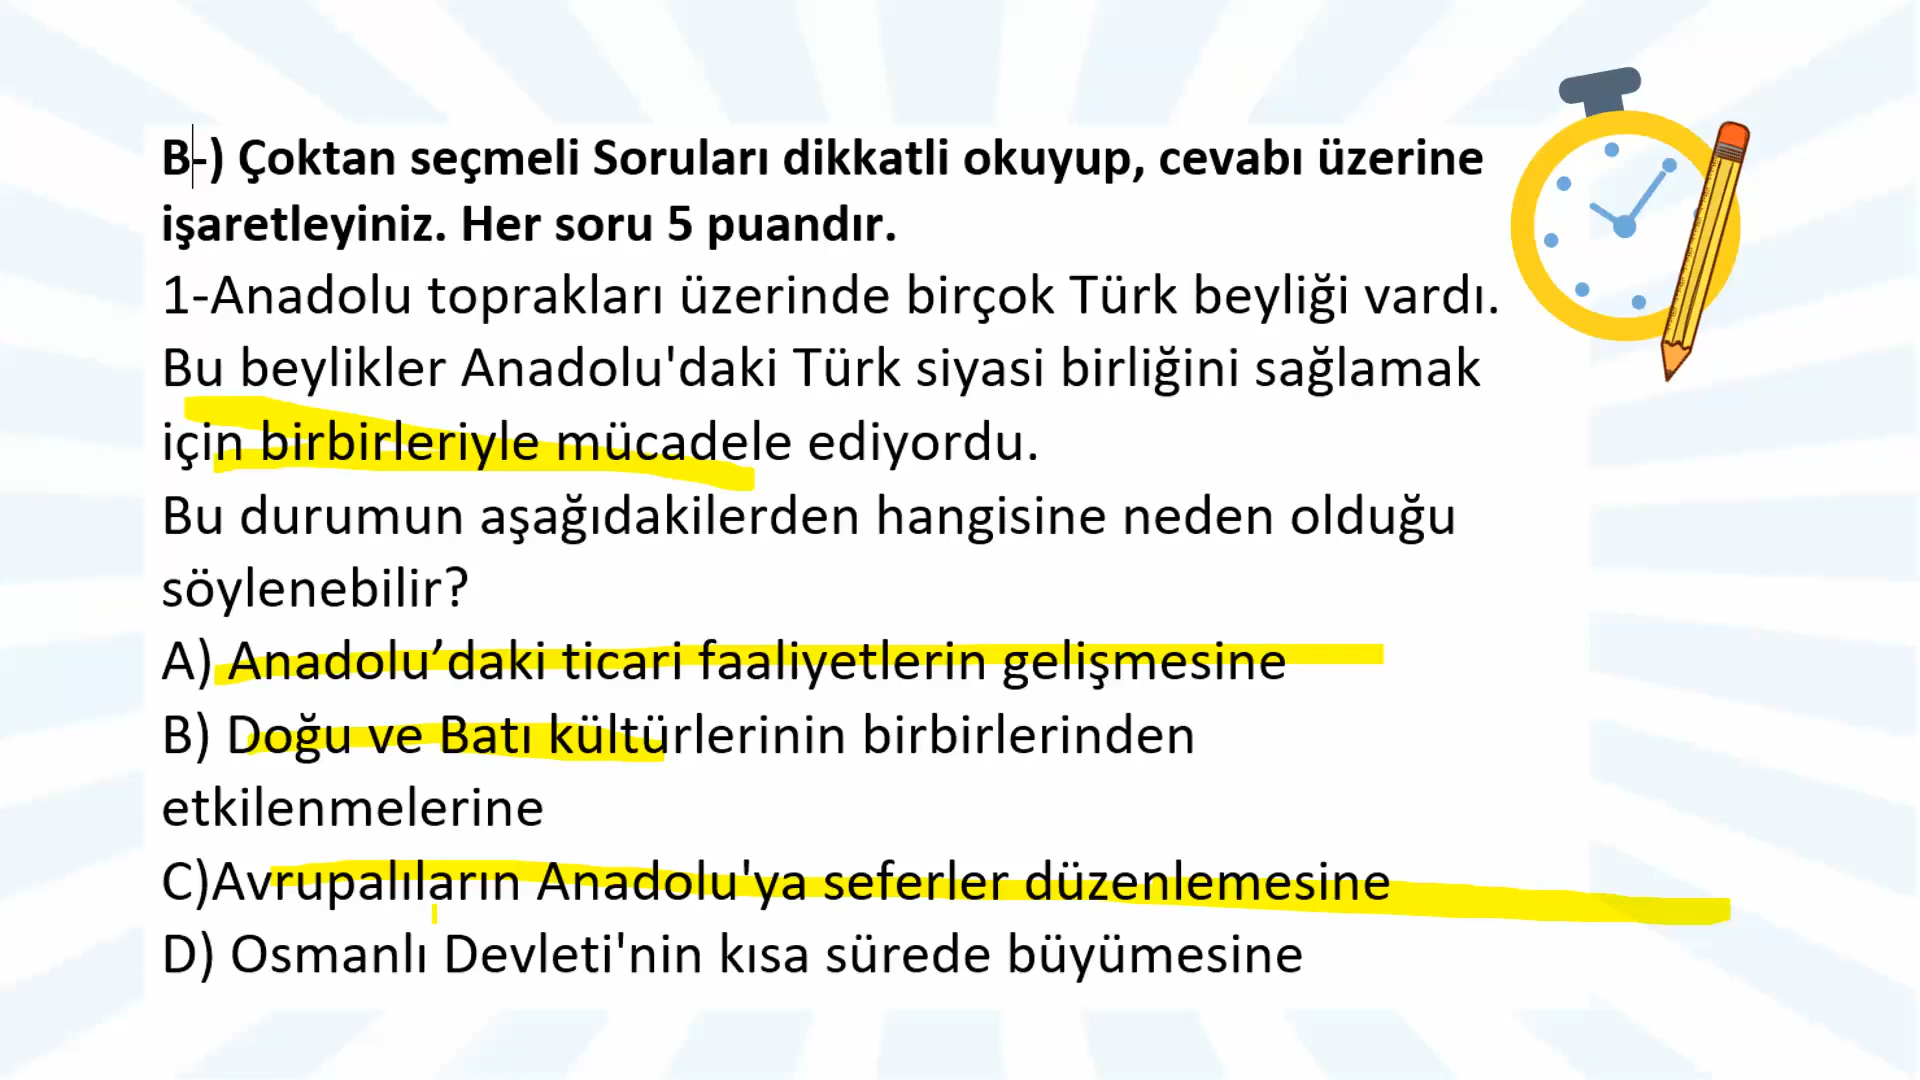 B-) Çoktan seçmeli Soruları dikkatli okuyup, cevabı üzerine
işaretleyiniz. Her soru 5 puandır.
1-Anadolu toprakları üzerinde birçok Türk beyliği vardı.
Bu beylikler Anadolu'daki Türk siyasi birliğini sağlamak
için birbirleriyle mücadele ediyordu.
Bu durumun aşağıdakilerden hangisine neden olduğu
söylenebilir?
A) Anadolu’daki ticari faaliyetlerin gelişmesine
B) Doğu ve Batı kültürlerinin birbirlerinden
etkilenmelerine
C)Avrupalıların Anadolu'ya seferler düzenlemesine
D) Osmanlı Devleti'nin kısa sürede büyümesine